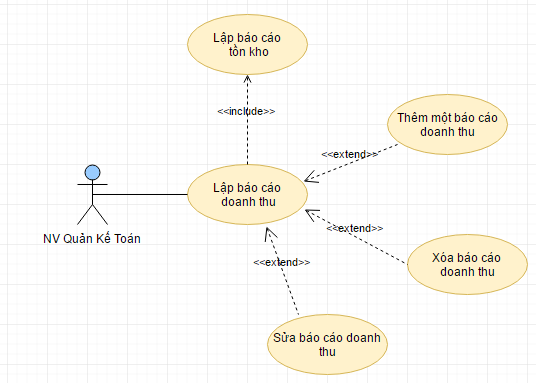 Lập báo cáo
tồn kho
<<include>>
Thêm một báo cáo
doanh thu
<<extend>>
Lập báo cáo
doanh thu
NV Quản Kế Toán
<<extend>>
Xóa báo cáo
doanh thu
<<extend>>
Sửa báo cáo doanh
thu